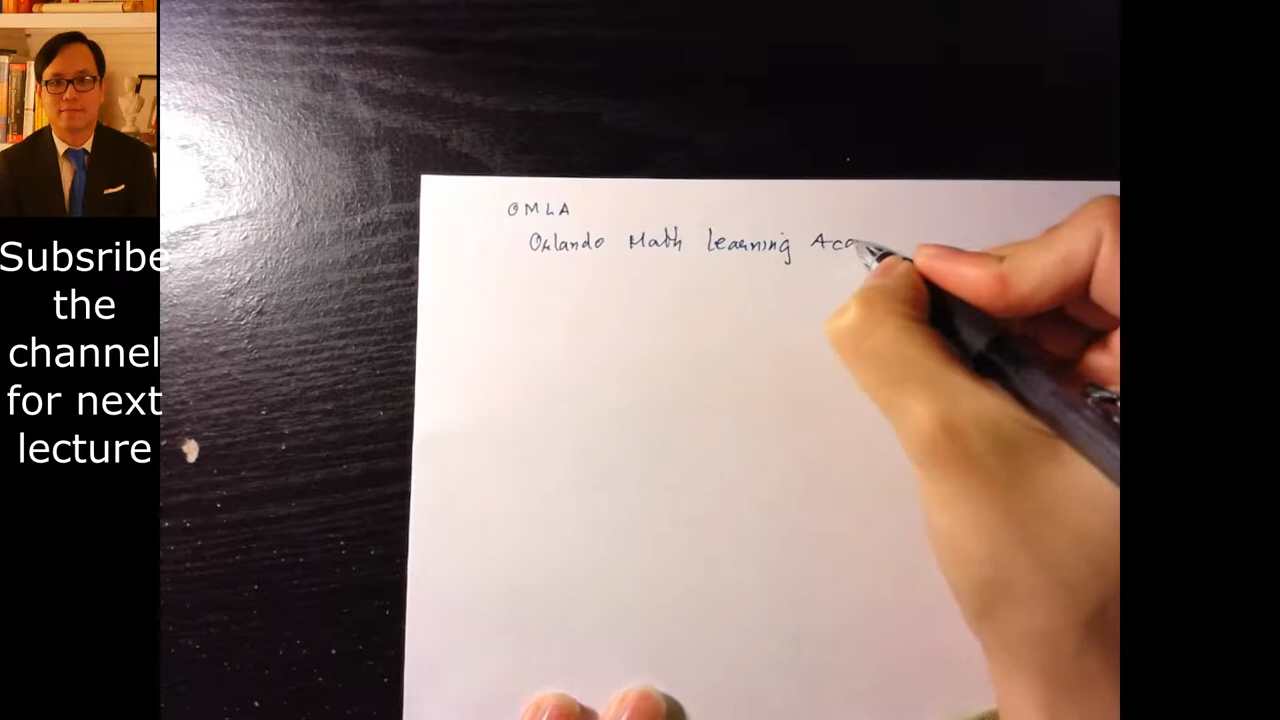 Subsribe
the
channel
for next
lecture
OMLA
Orlando Math Learning Aca